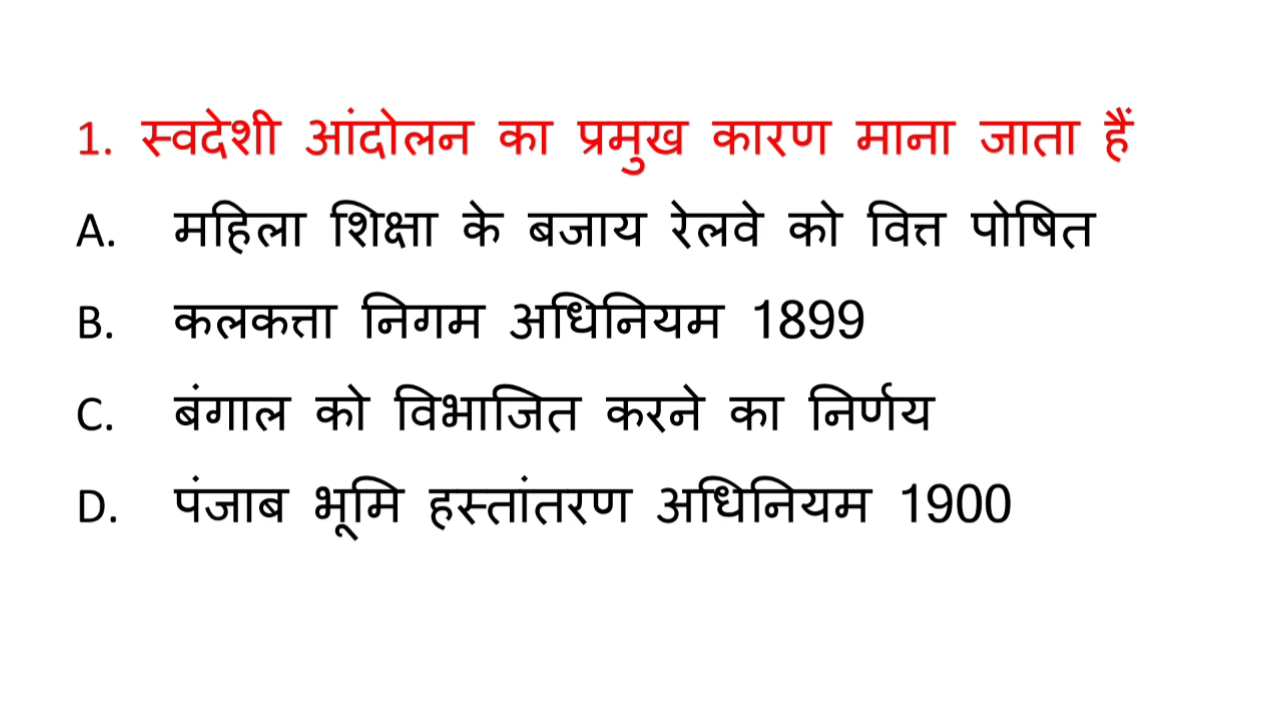 1. स्वदेशी आंदोलन का प्रमुख कारण माना जाता हैं
A. महिला शिक्षा के बजाय रेलवे को वित्त पोषित
B. कलकत्ता निगम अधिनियम 1899
C. बंगाल को विभाजित करने का निर्णय
D. पंजाब भूमि हस्तांतरण अधिनियम 1900